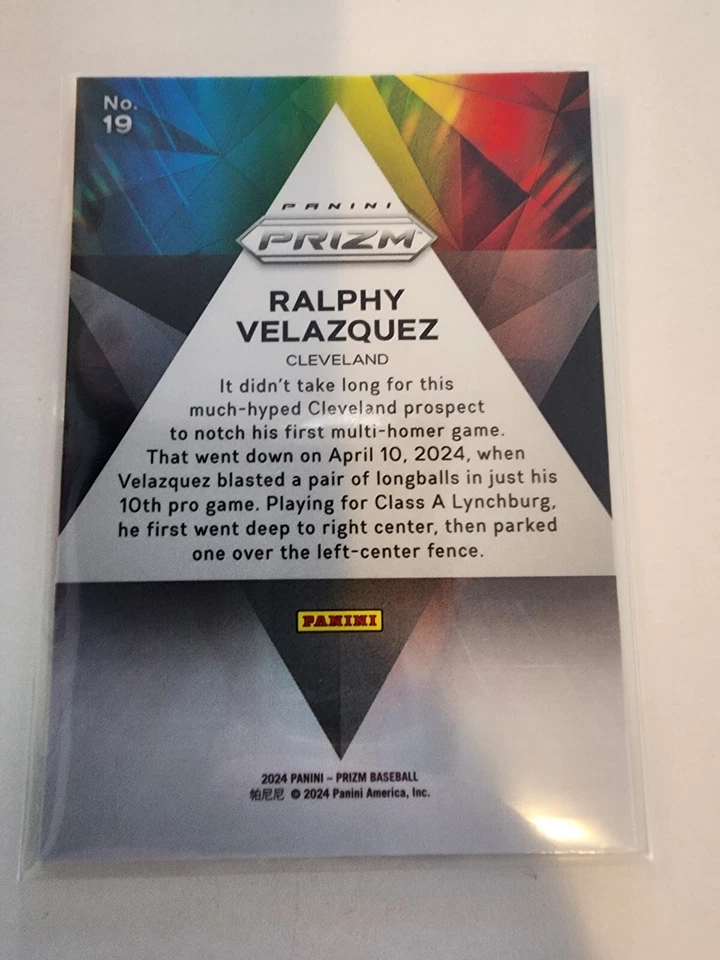 No.
19
PANINI
PRIZM
RALPHY
VELAZQUEZ
CLEVELAND
It didn't take long for this
much-hyped Cleveland prospect
to notch his first multi-homer game.
That went down on April 10, 2024, when
Velazquez blasted a pair of longballs in just his
10th pro game. Playing for Class A Lynchburg,
he first went deep to right center, then parked
one over the left-center fence.
PANINI
2024 PANINI – PRIZM BASEBALL
帕尼尼 © 2024 Panini America, Inc.